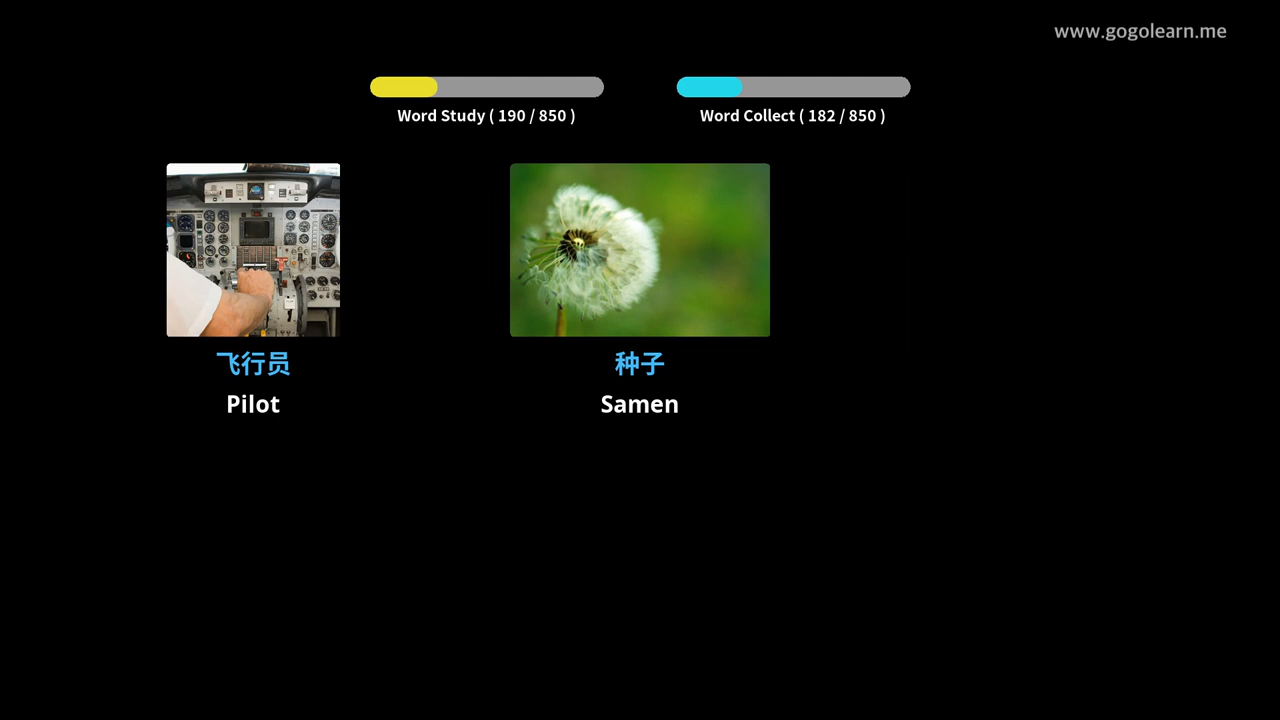 www.gogolearn.me
Word Study ( 190 / 850 )
Word Collect ( 182 / 850 )
飞行员
Pilot
种子
Samen